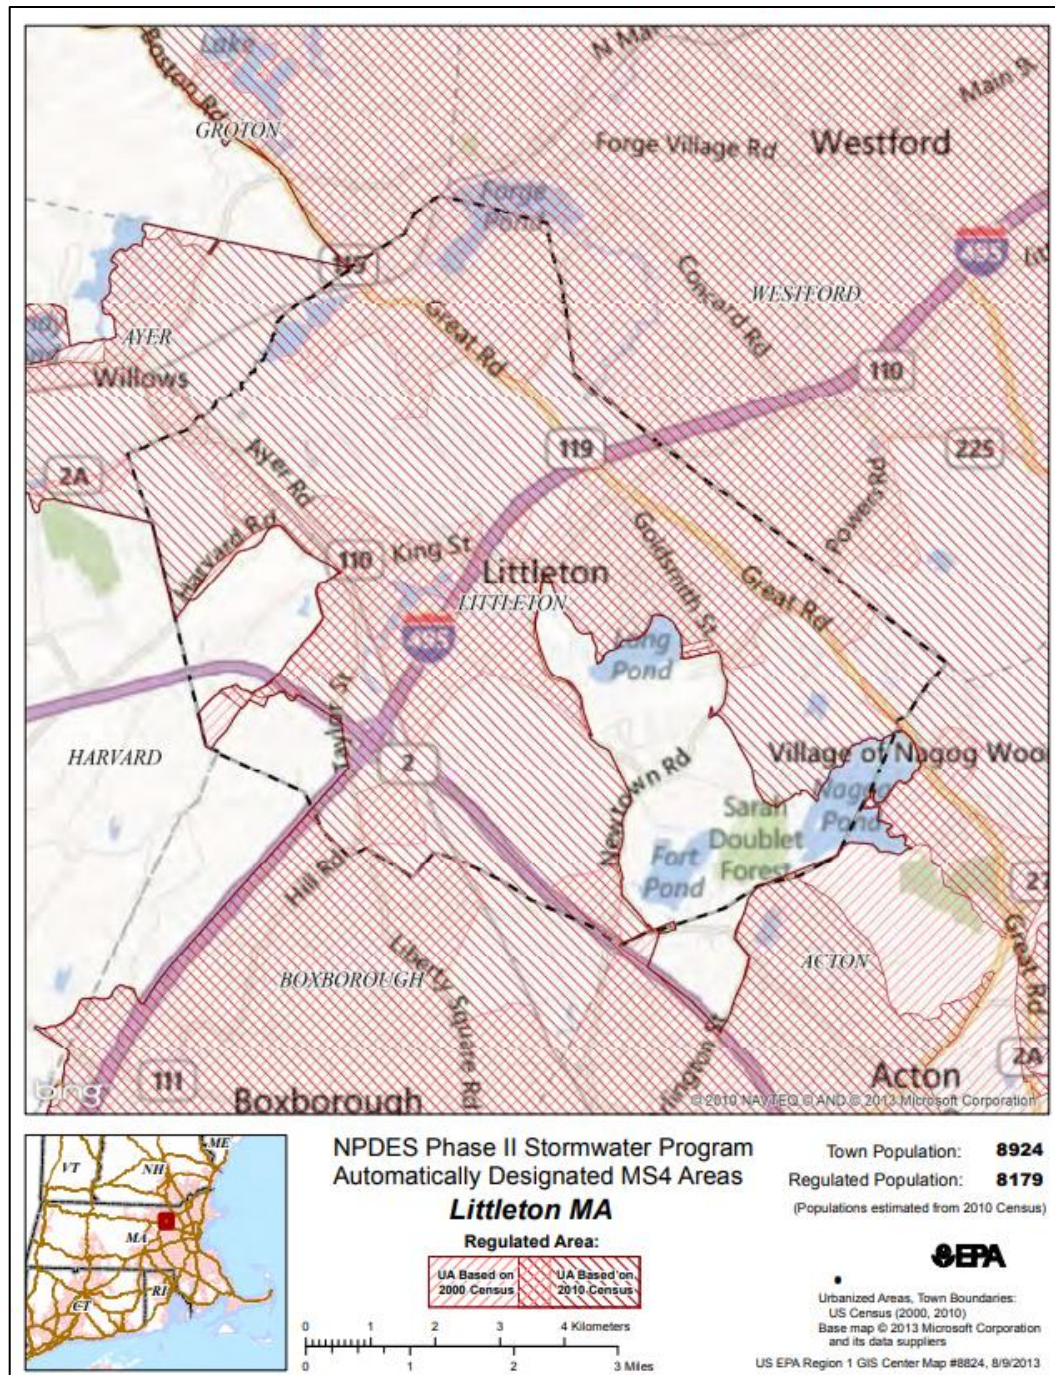 Lake
Boston Rd
GROTON
N Mai
Main St
Forge Village Rd
Westford
Forge
Pond
119
495
Concord Rd
WESTFORD
AYER
Willows
Great Rd
110
119
225
2A
Ayer Rd
Powers Rd
Harvard Rd
110
King St
Goldsmith St
Littleton
LITTLETON
495
Great Rd
Long
Pond
Taylor St
HARVARD
2
Village of Nagog Woo
Newtown Rd
Nagog
Pond
Sarah
Doublet
Forest
Fort
Pond
Hill Rd
27
Great Rd
Liberty Square Rd
BOXBOROUGH
ACTON
lington St
2A
111
Acton
bing
Boxborough
© 2010 NAVTEQ © AND © 2013 Microsoft Corporation
ME
VT
NH
MA
CT
RI
NPDES Phase II Stormwater Program
Automatically Designated MS4 Areas
Littleton MA
Regulated Area:
UA Based on
2000 Census
UA Based on
2010 Census
0 1 2 3 4 Kilometers
0 1 2 3 Miles
Town Population: 8924
Regulated Population: 8179
(Populations estimated from 2010 Census)
EPA
Urbanized Areas, Town Boundaries:
US Census (2000, 2010)
Base map © 2013 Microsoft Corporation
and its data suppliers
US EPA Region 1 GIS Center Map #8824, 8/9/2013